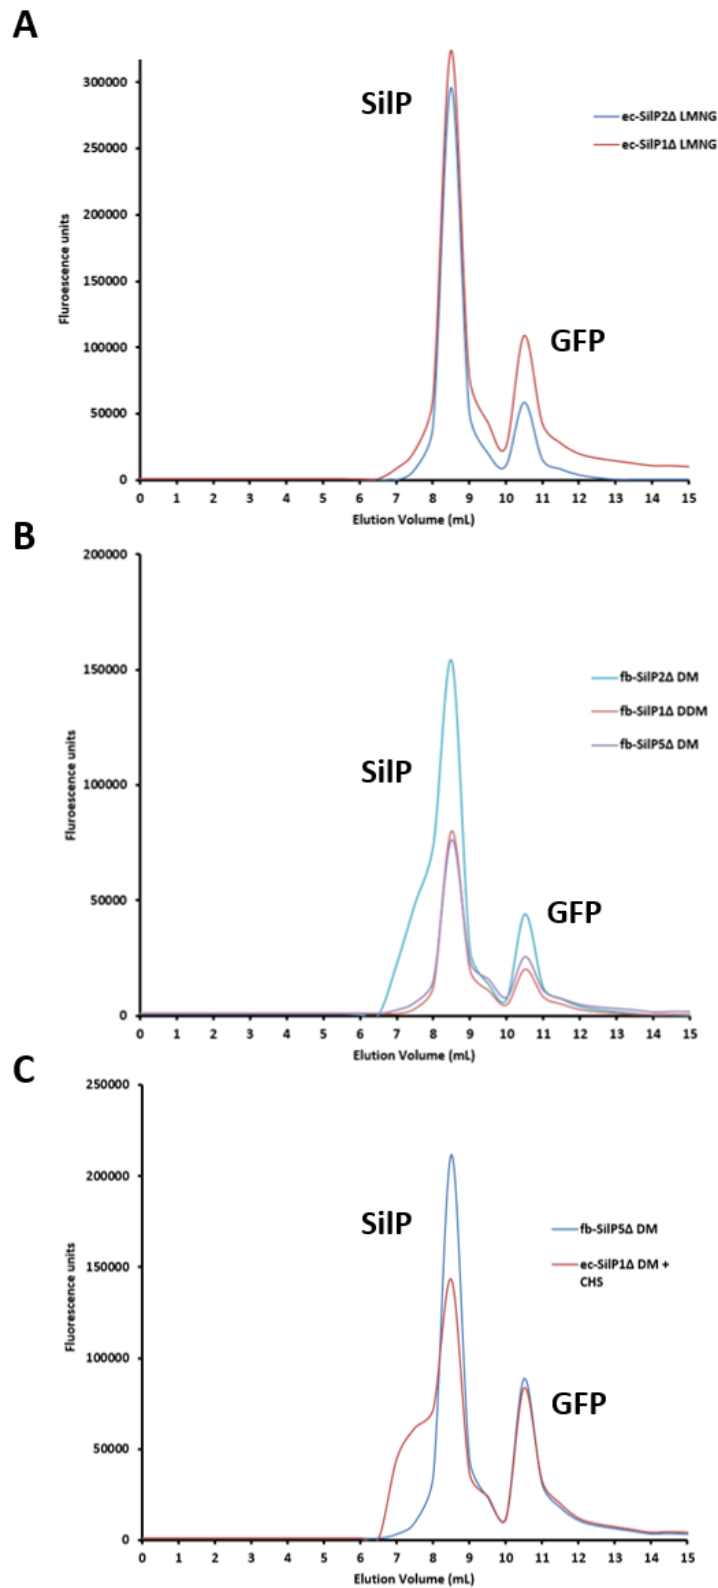 A
300000
250000
200000
150000
100000
50000
0
Fluroescence units
SilP
GFP
ec-SilP2Δ LMNG
ec-SilP1Δ LMNG
0 1 2 3 4 5 6 7 8 9 10 11 12 13 14 15
Elution Volume (mL)
B
200000
150000
100000
50000
0
Fluroescence units
SilP
GFP
fb-SilP2Δ DM
fb-SilP1Δ DDM
fb-SilP5Δ DM
0 1 2 3 4 5 6 7 8 9 10 11 12 13 14 15
Elution Volume (mL)
C
250000
200000
150000
100000
50000
0
Fluorescence units
SilP
GFP
fb-SilP5Δ DM
ec-SilP1Δ DM +
CHS
0 1 2 3 4 5 6 7 8 9 10 11 12 13 14 15
Elution Volume (mL)